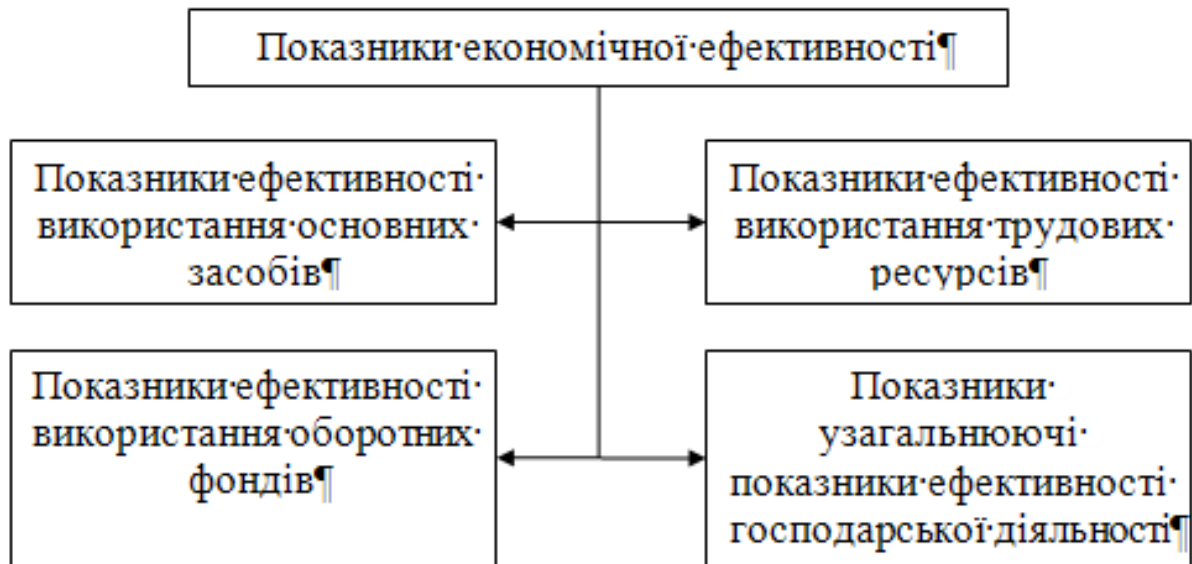 Показники·економічної·ефективності¶
Показники·ефективності·
використання·основних·
засобів¶
Показники·ефективності·
використання·трудових·
ресурсів¶
Показники·ефективності·
використання·оборотних·
фондів¶
Показники·
узагальнюючі·
показники·ефективності·
господарської·діяльності¶